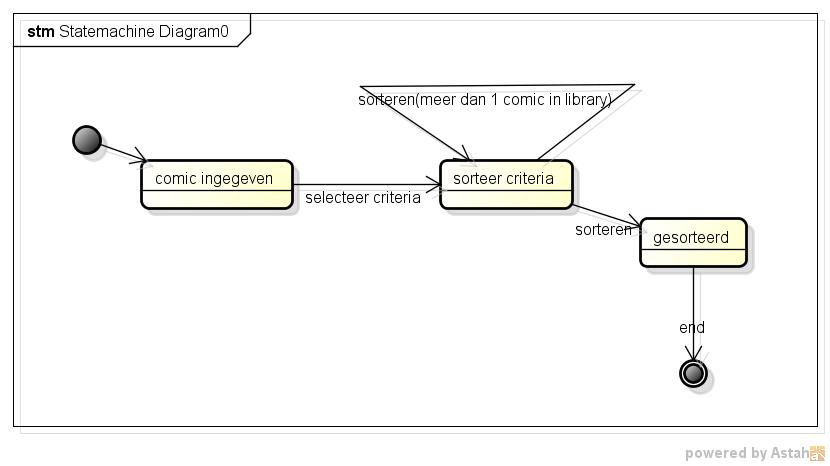 stm Statemachine Diagram0
sorteren(meer dan 1 comic in library)
comic ingegeven
sorteer criteria
selecteer criteria
sorteren
gesorteerd
end
powered by Astah